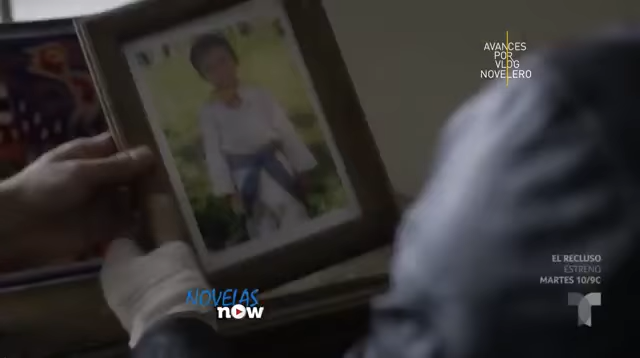 AVANCES
POR
VLOG
NOVELERO
EL RECLUSO
ESTRENO
MARTES 10/9C
NOVELAS
now